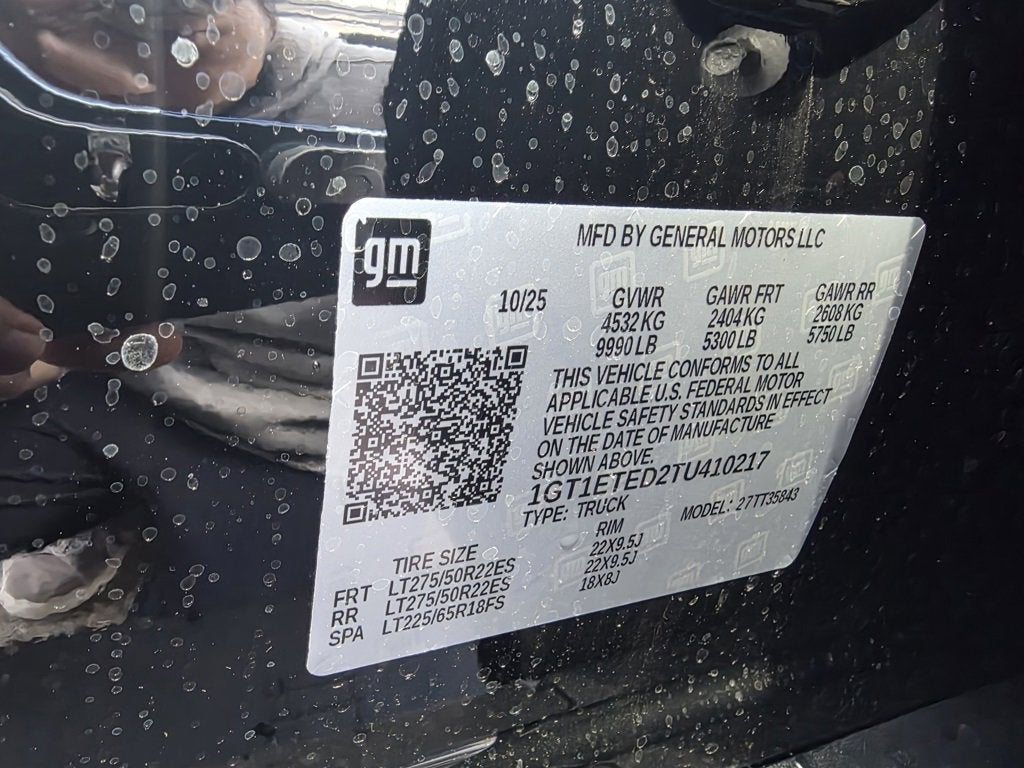 gm
MFD BY GENERAL MOTORS LLC
10/25 GVWR GAWR FRT GAWR RR
4532 KG 2404 KG 2608 KG
9990 LB 5300 LB 5750 LB
THIS VEHICLE CONFORMS TO ALL
APPLICABLE U.S. FEDERAL MOTOR
VEHICLE SAFETY STANDARDS IN EFFECT
ON THE DATE OF MANUFACTURE
SHOWN ABOVE.
1GT1ETED2TU410217
TYPE: TRUCK MODEL: 27TT35843
TIRE SIZE RIM
FRT LT275/50R22ES 22X9.5J
RR LT275/50R22ES 22X9.5J
SPA LT225/65R18FS 18X8J